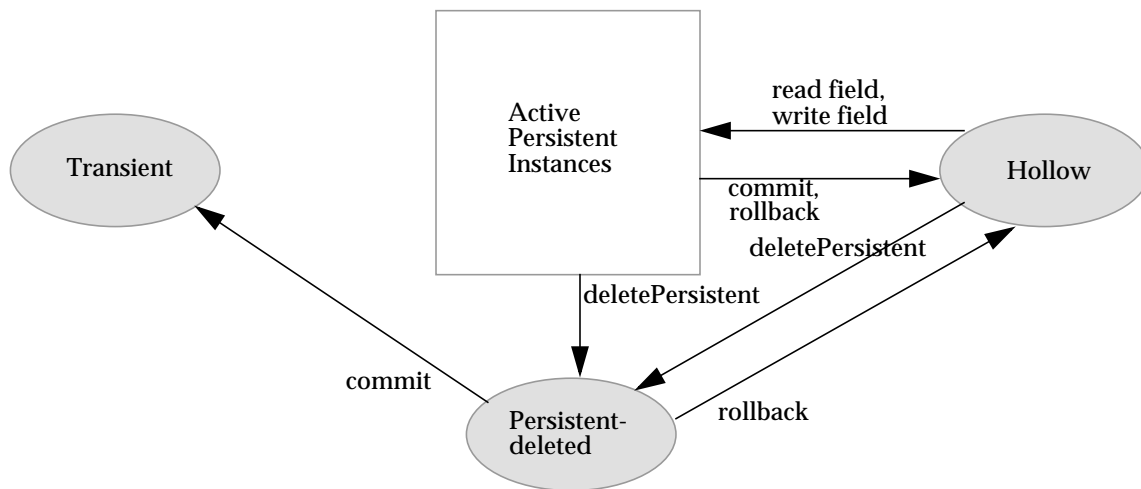 Active
Persistent
Instances
read field,
write field
Transient
Hollow
commit,
rollback
deletePersistent
deletePersistent
commit
Persistent-
deleted
rollback